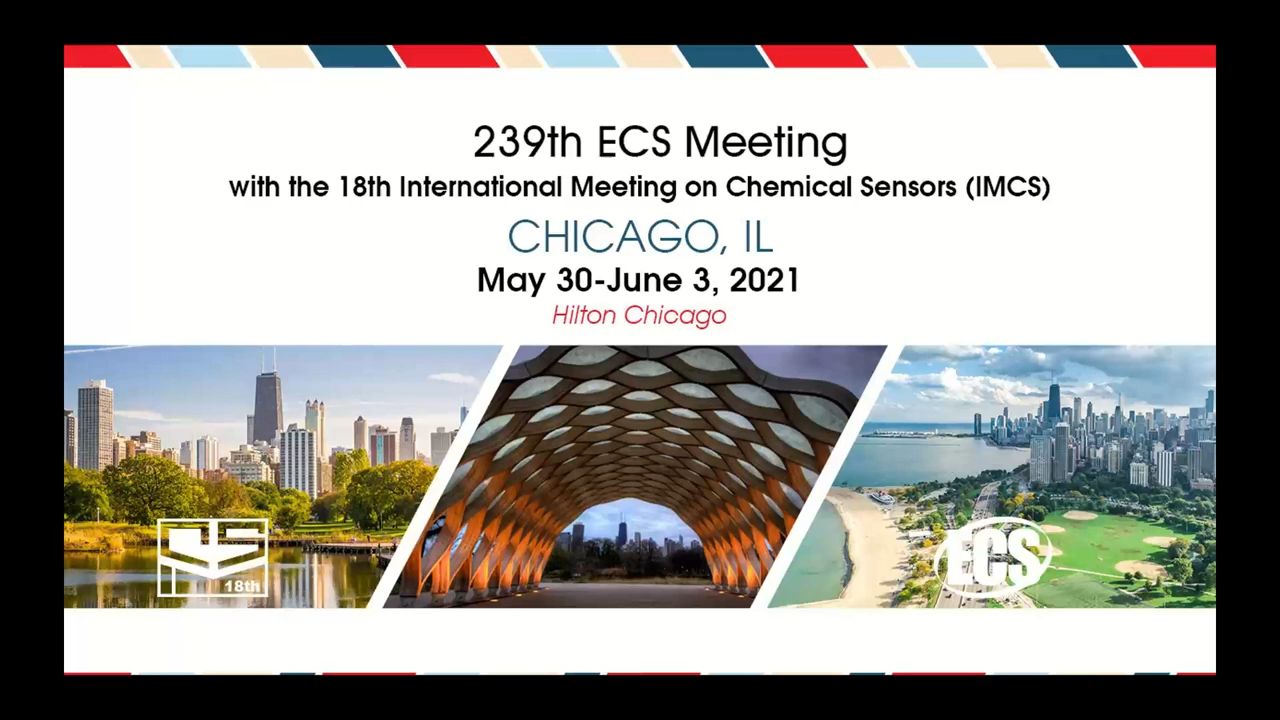 239th ECS Meeting
with the 18th International Meeting on Chemical Sensors (IMCS)
CHICAGO, IL
May 30-June 3, 2021
Hilton Chicago
18th
ECS